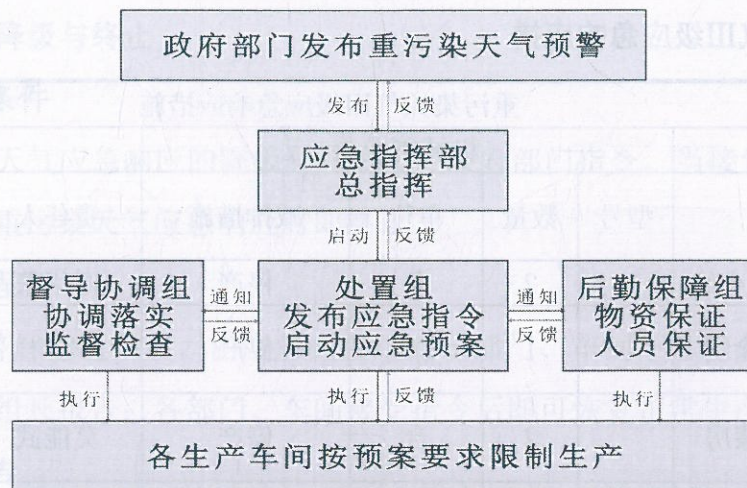 政府部门发布重污染天气预警
发布 反馈
应急指挥部
总指挥
启动 反馈
督导协调组
协调落实
监督检查
通知
反馈
处置组
发布应急指令
启动应急预案
通知
反馈
后勤保障组
物资保证
人员保证
执行 执行 反馈 执行
各生产车间按预案要求限制生产